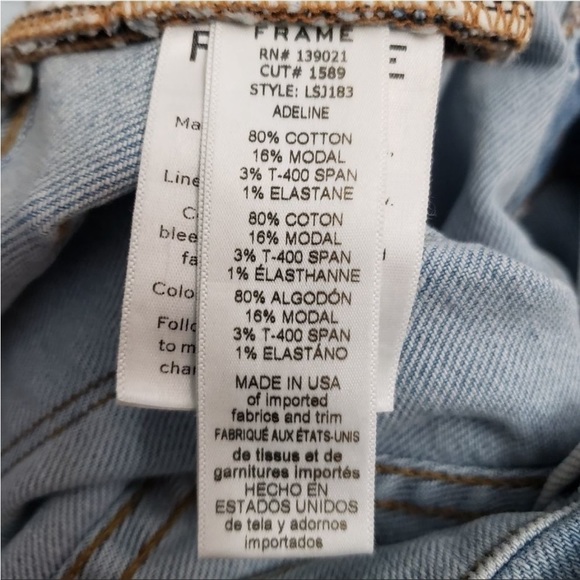 FRAME
RN# 139021
CUT# 1589
STYLE: LSJ183
ADELINE
80% COTTON
16% MODAL
3% T-400 SPAN
1% ELASTANE
80% COTON
16% MODAL
3% T-400 SPAN
1% ÉLASTHANNE
80% ALGODÓN
16% MODAL
3% T-400 SPAN
1% ELASTÁNO
MADE IN USA
of imported
fabrics and trim
FABRIQUÉ AUX ÉTATS-UNIS
de tissus et de
garnitures importés
HECHO EN
ESTADOS UNIDOS
de tela y adornos
importados